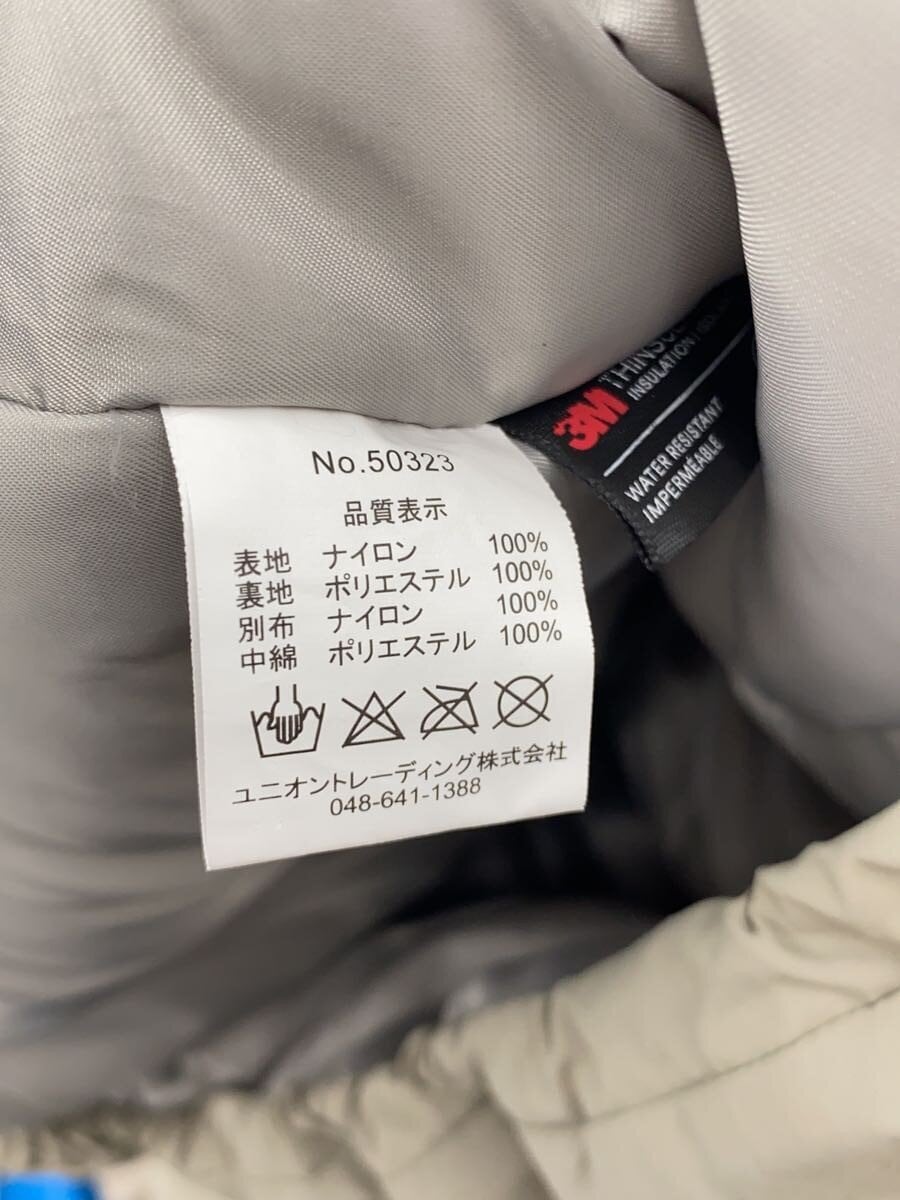 No.50323
品質表示
表地 ナイロン 100%
裏地 ポリエステル 100%
別布 ナイロン 100%
中綿 ポリエステル 100%
ユニオントレーディング株式会社
048-641-1388
3M
INSULATION
WATER RESISTANT
IMPERMÉABLE